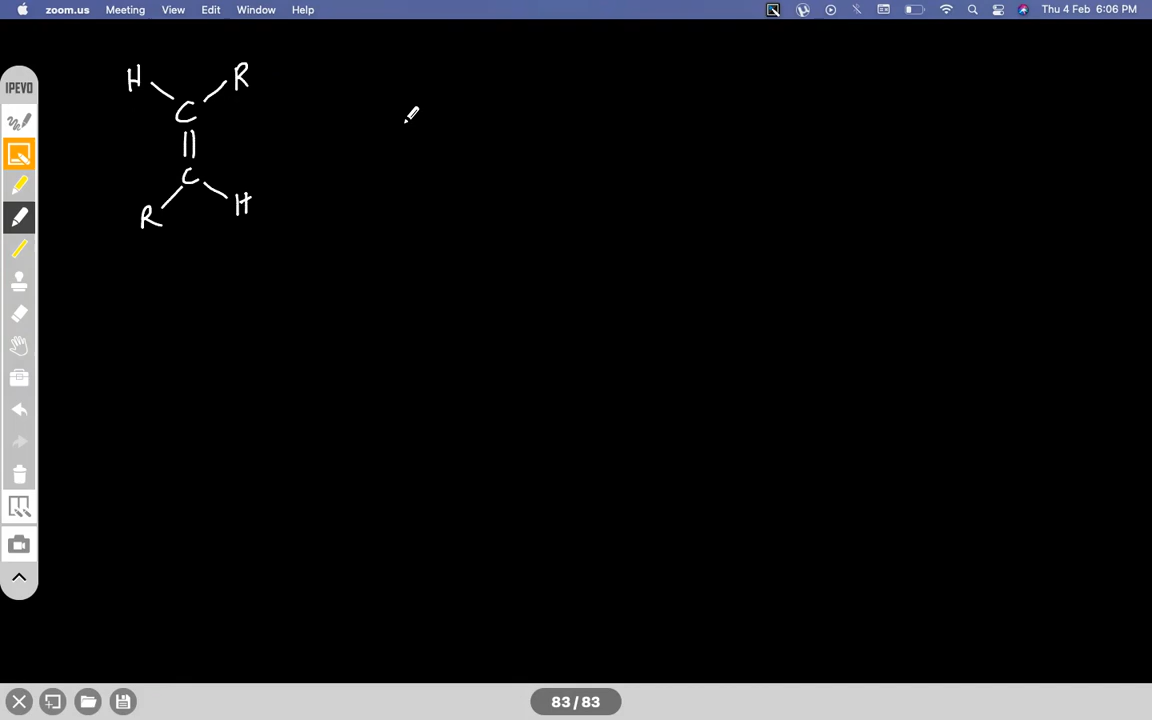 zoom.us Meeting View Edit Window Help Thu 4 Feb 6:06 PM
IPEVO
H R
C
||
C
R H
83 / 83